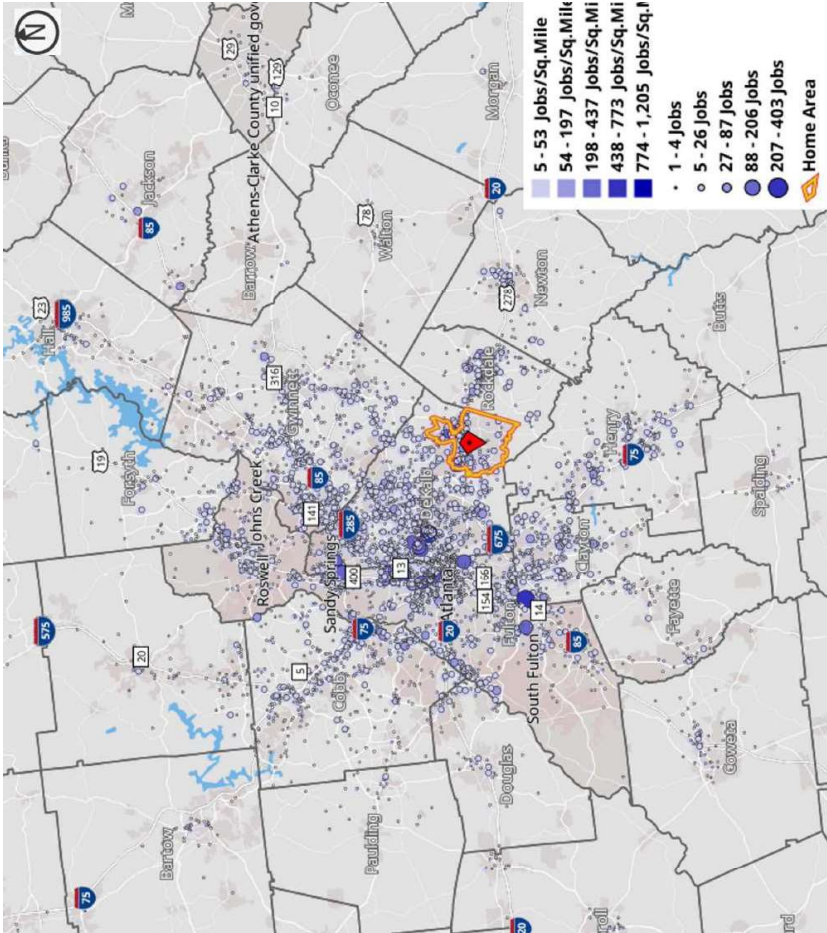 575
Hall
23
N
M
Banks
985
75
19
20
Forsyth
85
Jackson
Bartow
29
Roswell
Johns Creek
Barrow
Athens-Clarke County unified gov
10
129
316
Gwinnett
5
141
85
Sandy Springs
Cobb
400
285
Oconee
75
Paulding
78
Walton
13
DeKalb
20
Atlanta
Morgan
154
166
675
Rockdale
278
20
Douglas
Fulton
South Fulton
14
Newton
20
85
Clayton
Henry
75
Fayette
Butts
Coweta
Spalding
5 - 53 Jobs/Sq.Mile
54 - 197 Jobs/Sq.Mile
198 - 437 Jobs/Sq.Mi
438 - 773 Jobs/Sq.Mi
774 - 1,205 Jobs/Sq.M
1 - 4 Jobs
5 - 26 Jobs
27 - 87 Jobs
88 - 206 Jobs
207 - 403 Jobs
Home Area